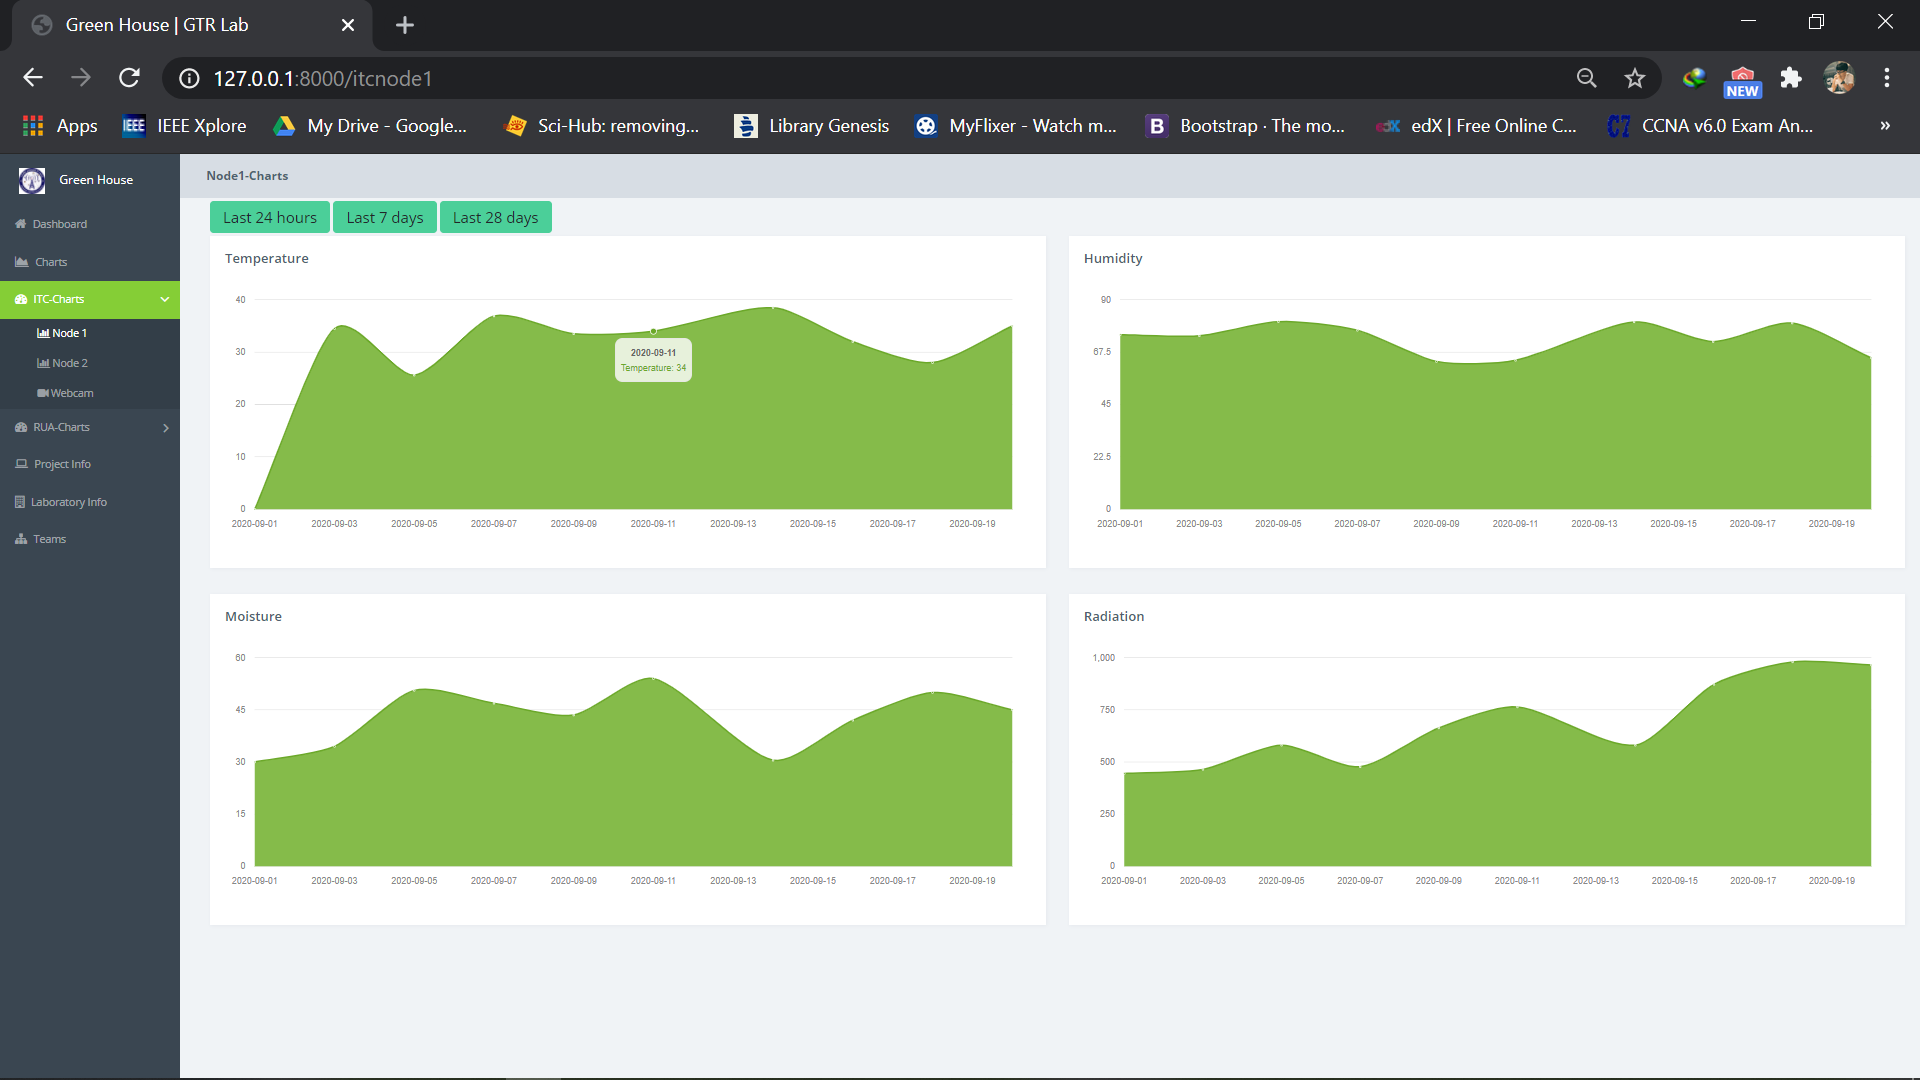 Green House | GTR Lab
127.0.0.1:8000/itcnode1
NEW
Apps IEEE IEEE Xplore My Drive - Google... Sci-Hub: removing... Library Genesis MyFlixer - Watch m... B Bootstrap · The mo... edX edX | Free Online C... C7 CCNA v6.0 Exam An... »
Green House
Dashboard
Charts
ITC-Charts
Node 1
Node 2
Webcam
RUA-Charts
Project Info
Laboratory Info
Teams
Node1-Charts
Last 24 hours Last 7 days Last 28 days
Temperature
40
30
20
10
0
2020-09-01 2020-09-03 2020-09-05 2020-09-07 2020-09-09 2020-09-11 2020-09-13 2020-09-15 2020-09-17 2020-09-19
2020-09-11
Temperature: 34
Humidity
90
67.5
45
22.5
0
2020-09-01 2020-09-03 2020-09-05 2020-09-07 2020-09-09 2020-09-11 2020-09-13 2020-09-15 2020-09-17 2020-09-19
Moisture
60
45
30
15
0
2020-09-01 2020-09-03 2020-09-05 2020-09-07 2020-09-09 2020-09-11 2020-09-13 2020-09-15 2020-09-17 2020-09-19
Radiation
1,000
750
500
250
0
2020-09-01 2020-09-03 2020-09-05 2020-09-07 2020-09-09 2020-09-11 2020-09-13 2020-09-15 2020-09-17 2020-09-19